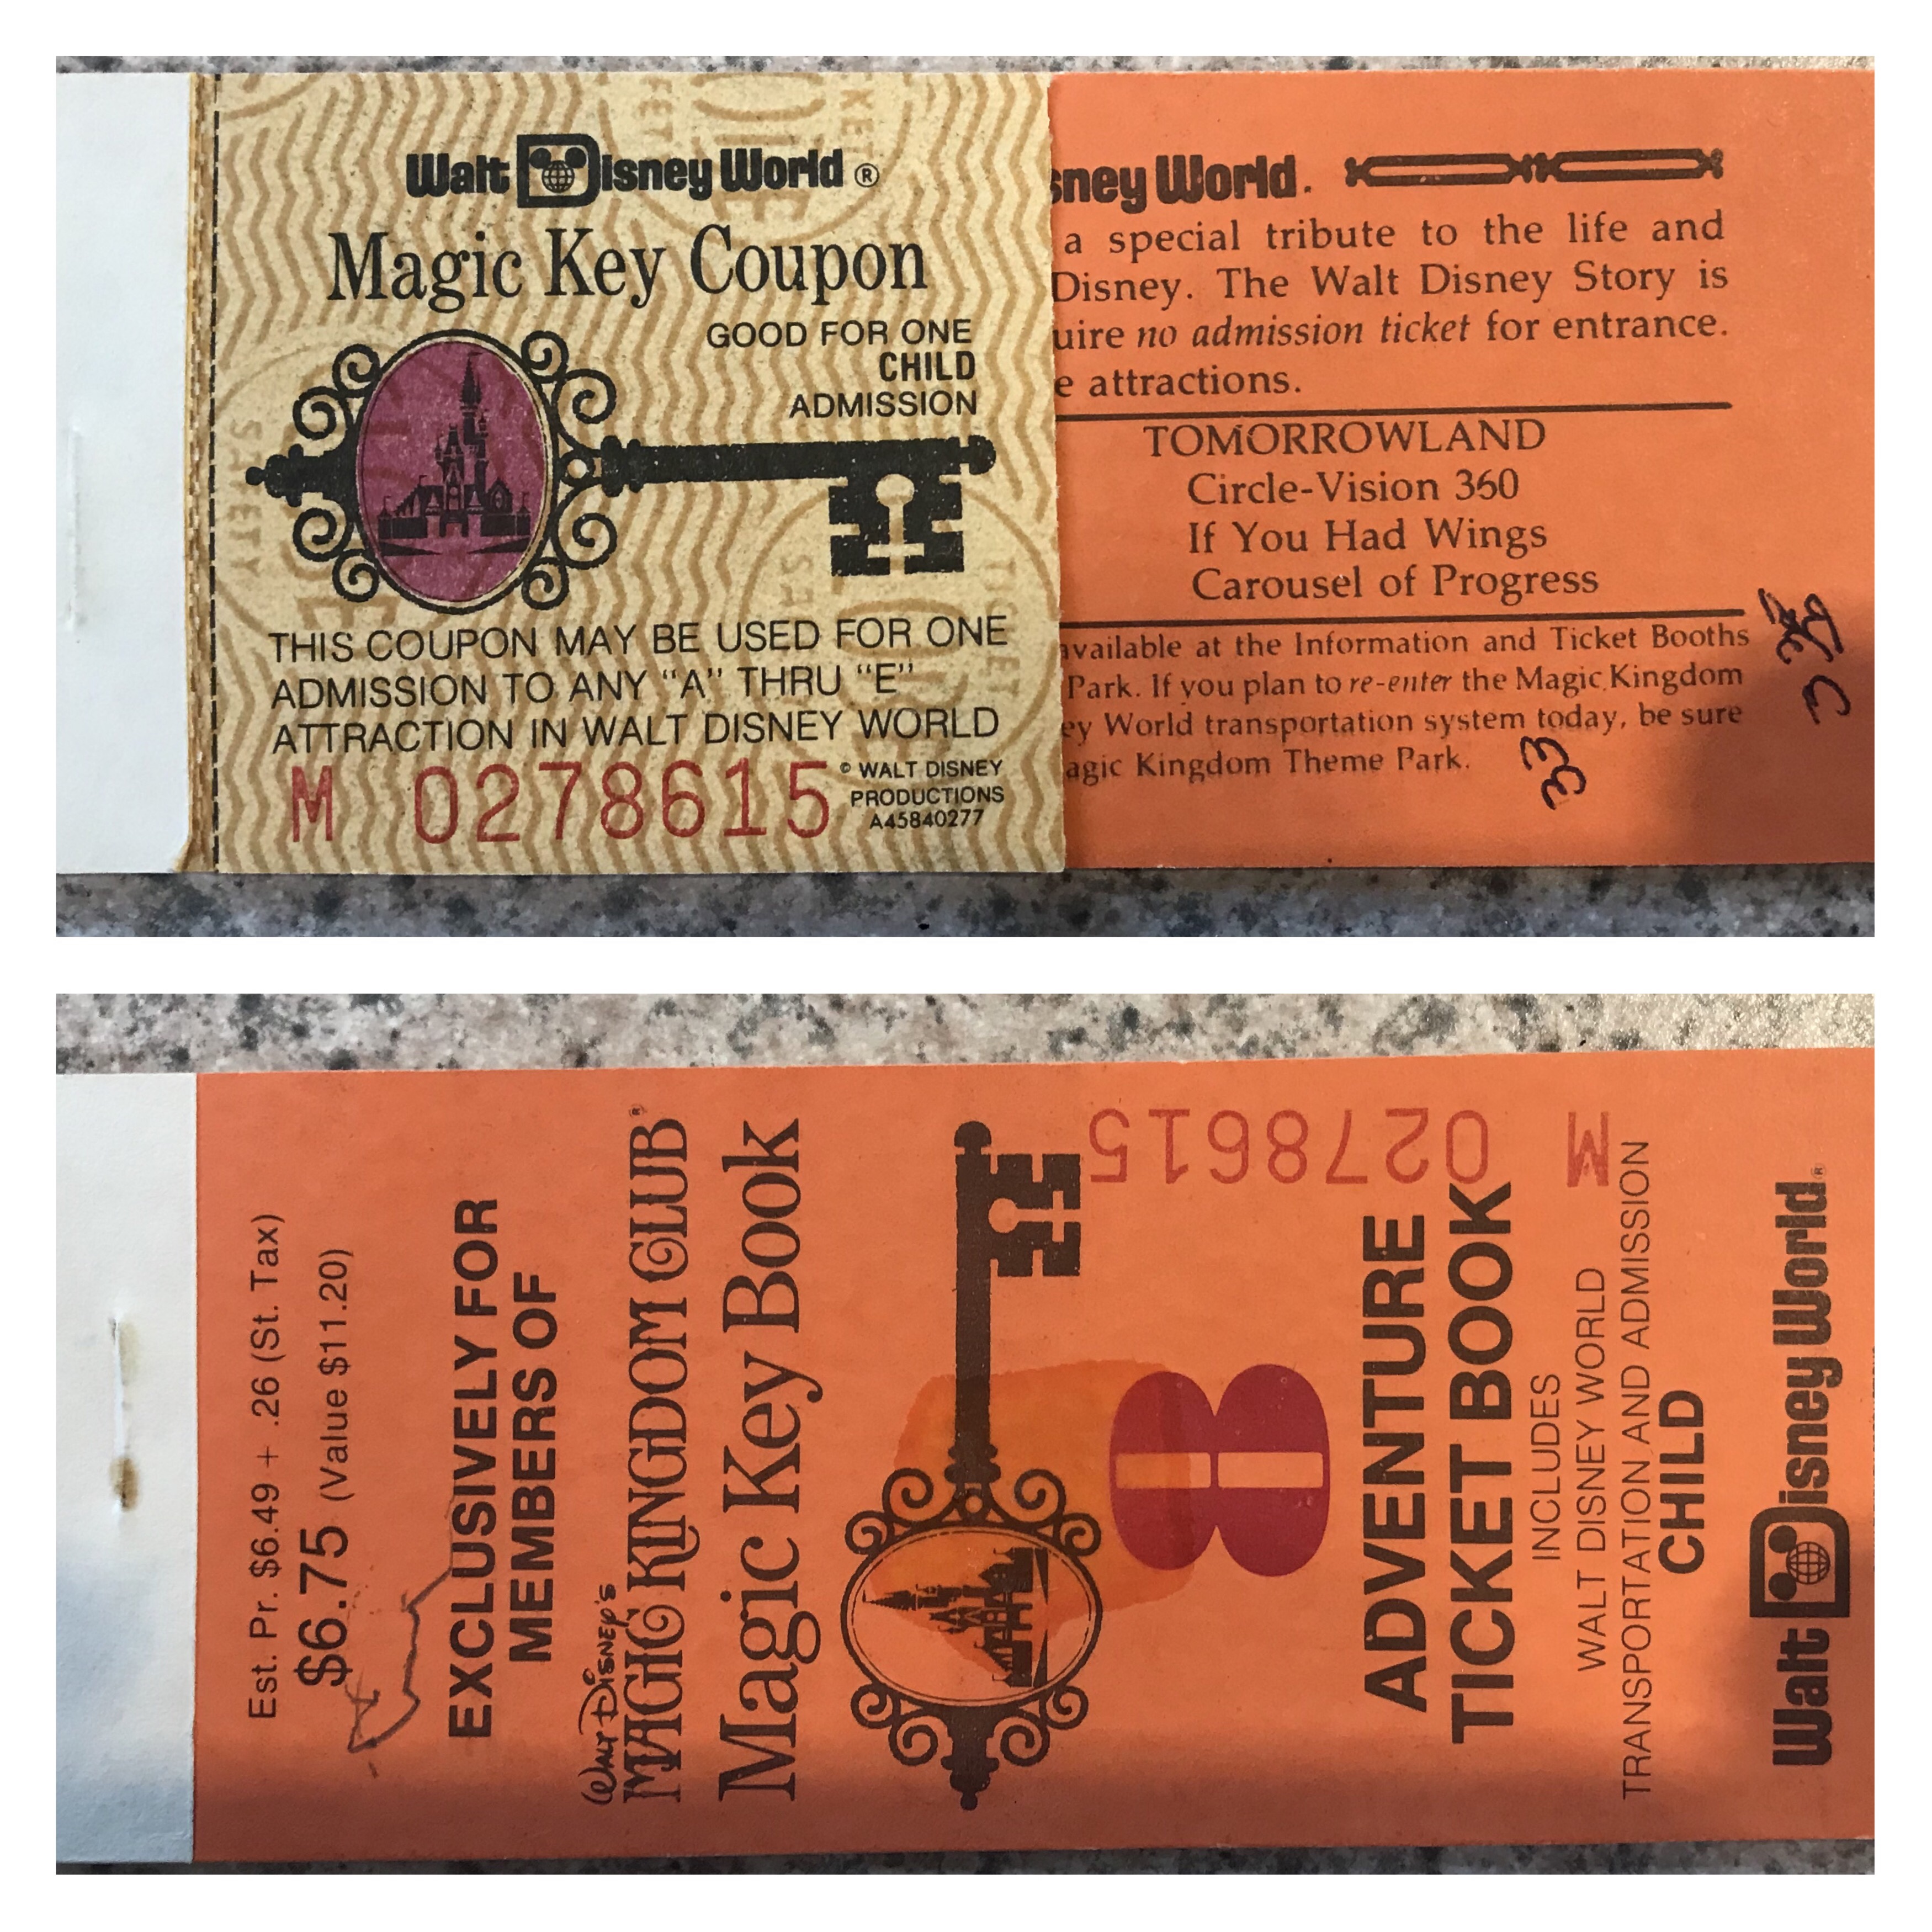 Walt Disney World ®
Magic Key Coupon
GOOD FOR ONE
CHILD
ADMISSION
THIS COUPON MAY BE USED FOR ONE
ADMISSION TO ANY "A" THRU "E"
ATTRACTION IN WALT DISNEY WORLD
M 0278615
© WALT DISNEY
PRODUCTIONS
A45840277
sney World.
a special tribute to the life and
Disney. The Walt Disney Story is
uire no admission ticket for entrance.
e attractions.
TOMORROWLAND
Circle-Vision 360
If You Had Wings
Carousel of Progress
available at the Information and Ticket Booths
Park. If you plan to re-enter the Magic Kingdom
ey World transportation system today, be sure
agic Kingdom Theme Park.
33
Est. Pr. $6.49 + .26 (St. Tax)
$6.75 (Value $11.20)
EXCLUSIVELY FOR
MEMBERS OF
WALT DISNEY'S
MAGIC KINGDOM CLUB®
Magic Key Book
8
M 0278615
ADVENTURE
TICKET BOOK
INCLUDES
WALT DISNEY WORLD
TRANSPORTATION AND ADMISSION
CHILD
Walt Disney World®